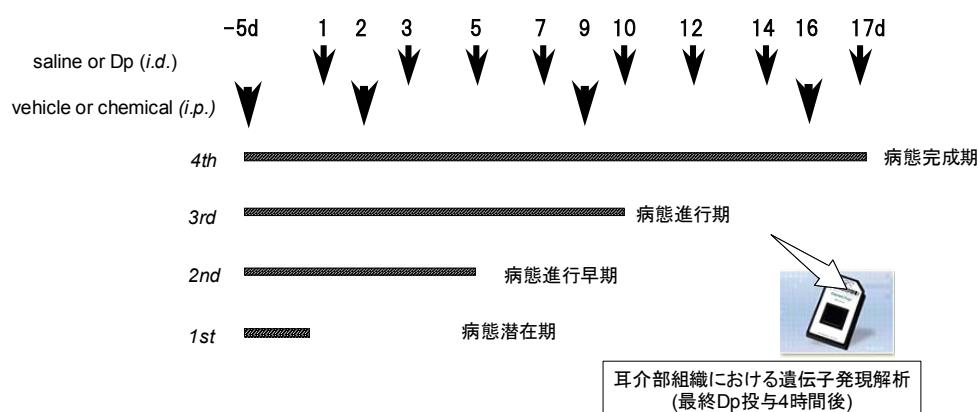 -5d 1 2 3 5 7 9 10 12 14 16 17d
saline or Dp (i.d.)
vehicle or chemical (i.p.)
4th 病態完成期
3rd 病態進行期
2nd 病態進行早期
1st 病態潜在期
耳介部組織における遺伝子発現解析
(最終Dp投与4時間後)